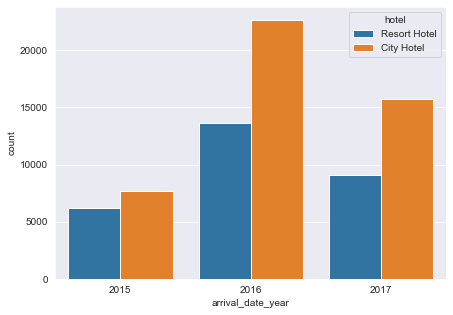 hotel
Resort Hotel
City Hotel
20000
15000
10000
5000
0
count
2015 2016 2017
arrival_date_year